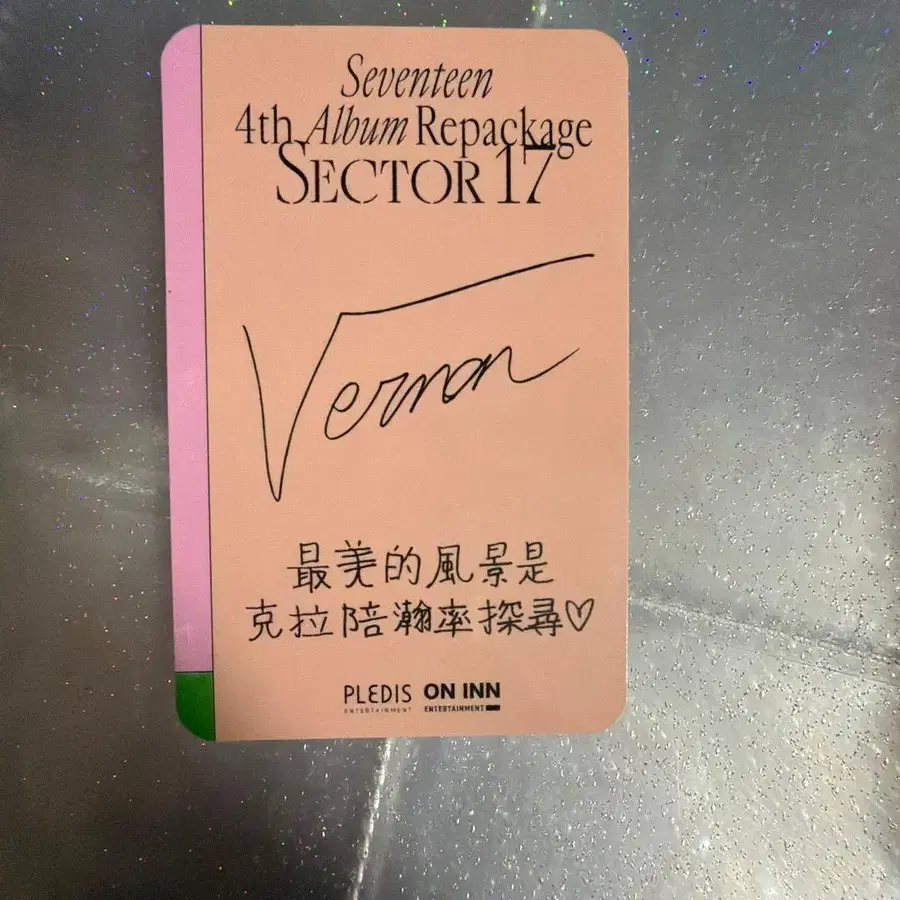 Seventeen
4th Album Repackage
SECTOR 17
Vernon
最美的風景是
克拉陪瀚率探尋♡
PLEDIS ON INN
ENTERTAINMENT ENTERTAINMENT